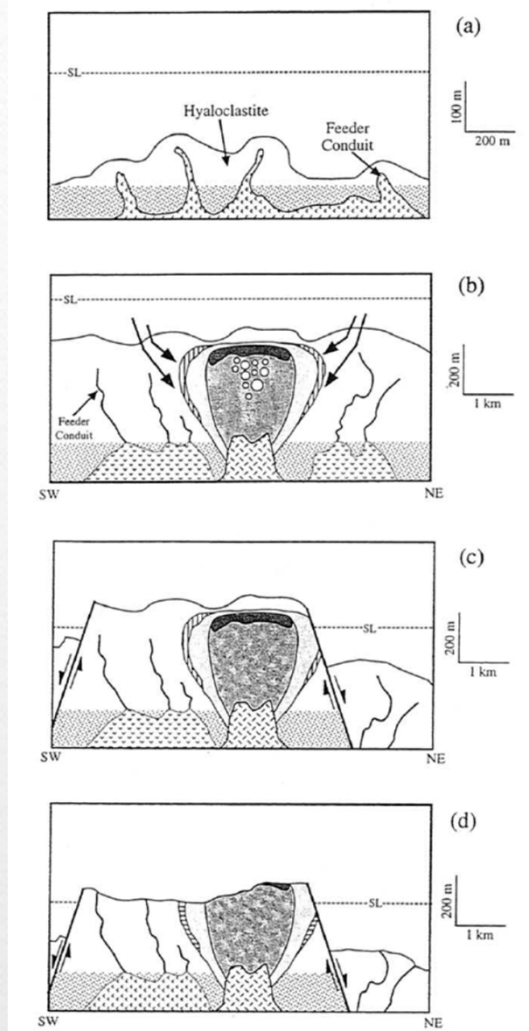 (a)
SL
Hyaloclastite
Feeder
Conduit
100 m
200 m
(b)
SL
Feeder
Conduit
200 m
1 km
SW
NE
(c)
SL
200 m
1 km
SW
NE
(d)
SL
200 m
1 km
SW
NE